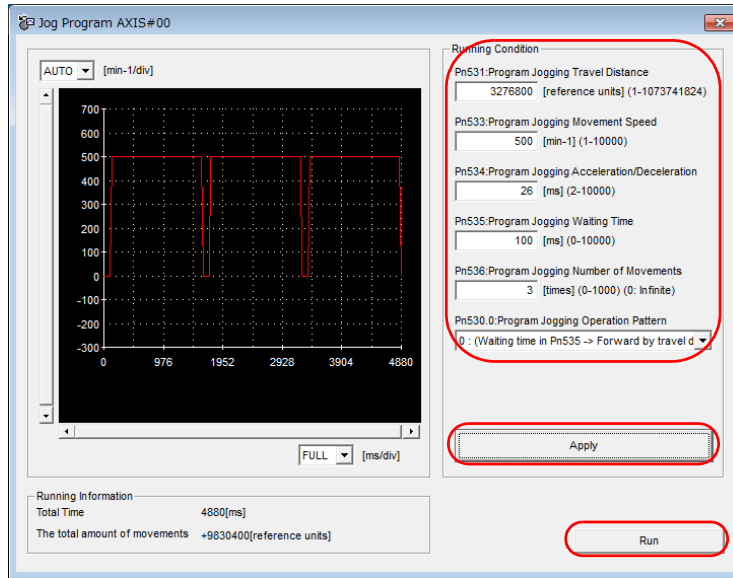 Jog Program AXIS#00
AUTO [min-1/div]
700
600
500
400
300
200
100
0
-100
-200
-300
0 976 1952 2928 3904 4880
FULL [ms/div]
Running Condition
Pn531:Program Jogging Travel Distance
3276800 [reference units] (1-1073741824)
Pn533:Program Jogging Movement Speed
500 [min-1] (1-10000)
Pn534:Program Jogging Acceleration/Deceleration
26 [ms] (2-10000)
Pn535:Program Jogging Waiting Time
100 [ms] (0-10000)
Pn536:Program Jogging Number of Movements
3 [times] (0-1000) (0: Infinite)
Pn530.0:Program Jogging Operation Pattern
0 : (Waiting time in Pn535 -> Forward by travel d
Apply
Running Information
Total Time 4880[ms]
The total amount of movements +9830400[reference units]
Run